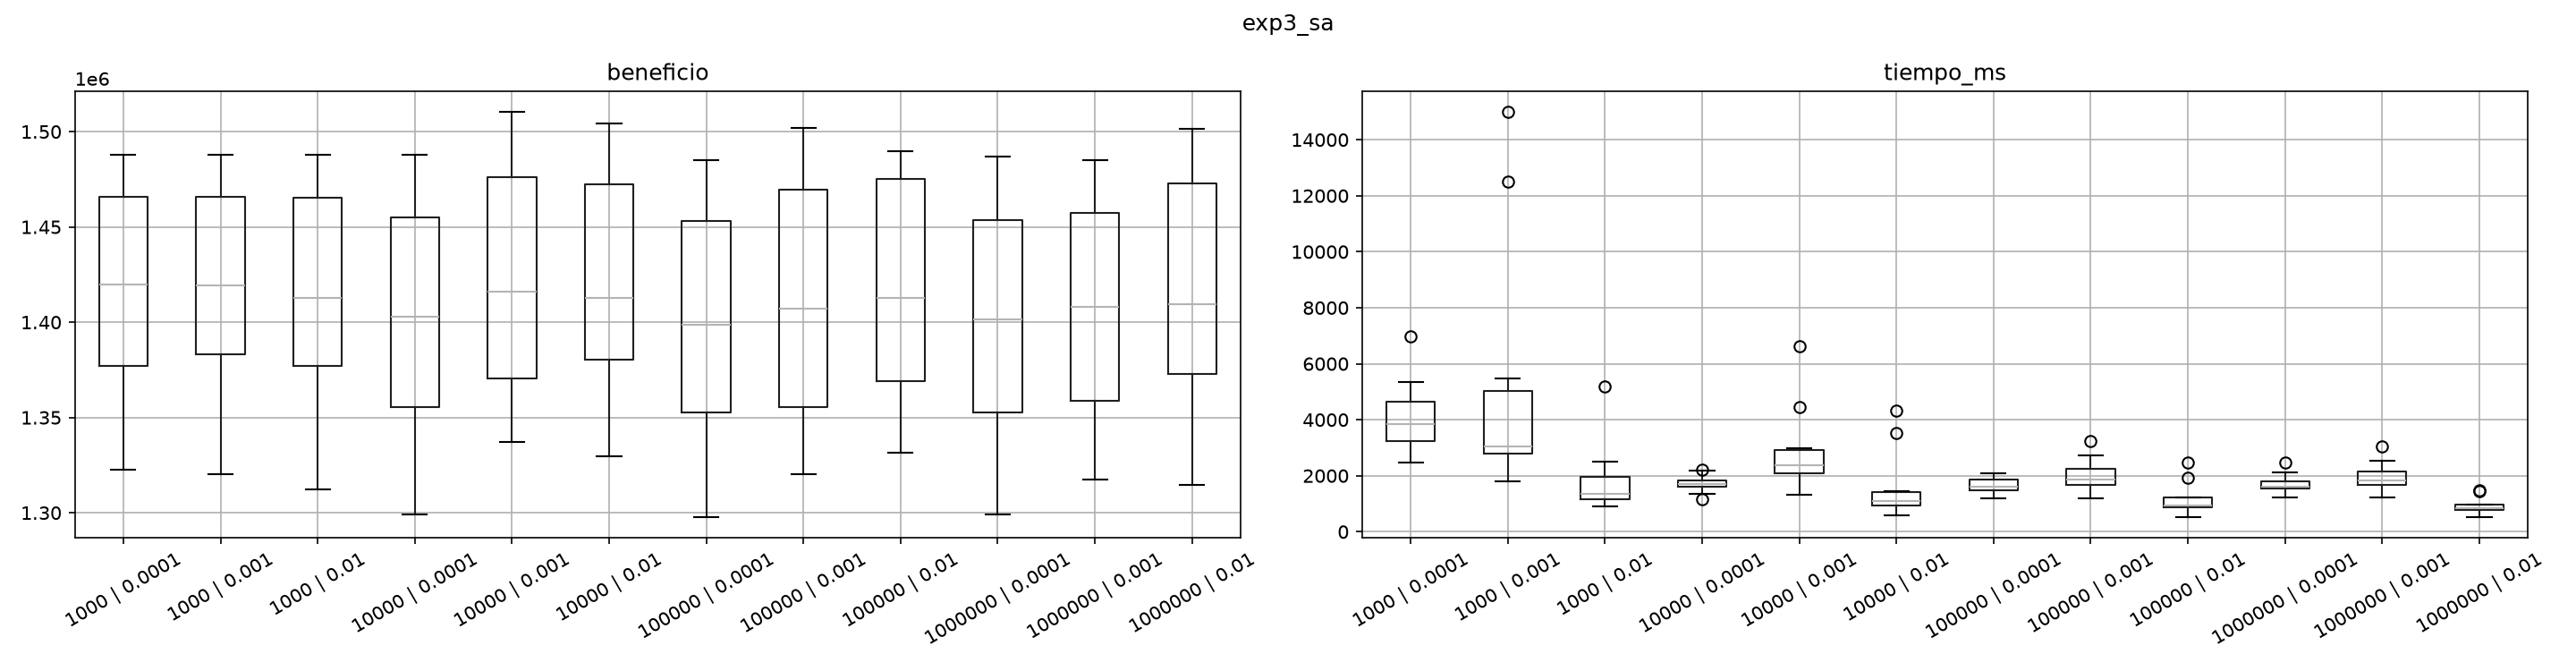 exp3_sa
beneficio
1e6
1.50
1.45
1.40
1.35
1.30
1000 | 0.0001
1000 | 0.001
1000 | 0.01
10000 | 0.0001
10000 | 0.001
10000 | 0.01
100000 | 0.0001
100000 | 0.001
100000 | 0.01
1000000 | 0.0001
1000000 | 0.001
1000000 | 0.01
tiempo_ms
14000
12000
10000
8000
6000
4000
2000
0
1000 | 0.0001
1000 | 0.001
1000 | 0.01
10000 | 0.0001
10000 | 0.001
10000 | 0.01
100000 | 0.0001
100000 | 0.001
100000 | 0.01
1000000 | 0.0001
1000000 | 0.001
1000000 | 0.01